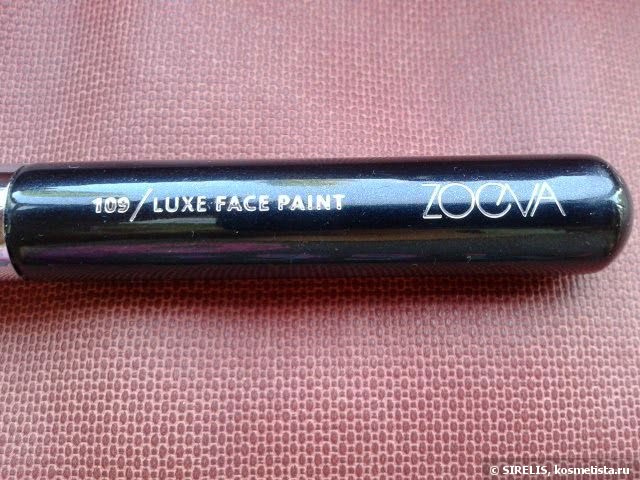 109/LUXE FACE PAINT ZOEVA
© SIRELIS, kosmetista.ru